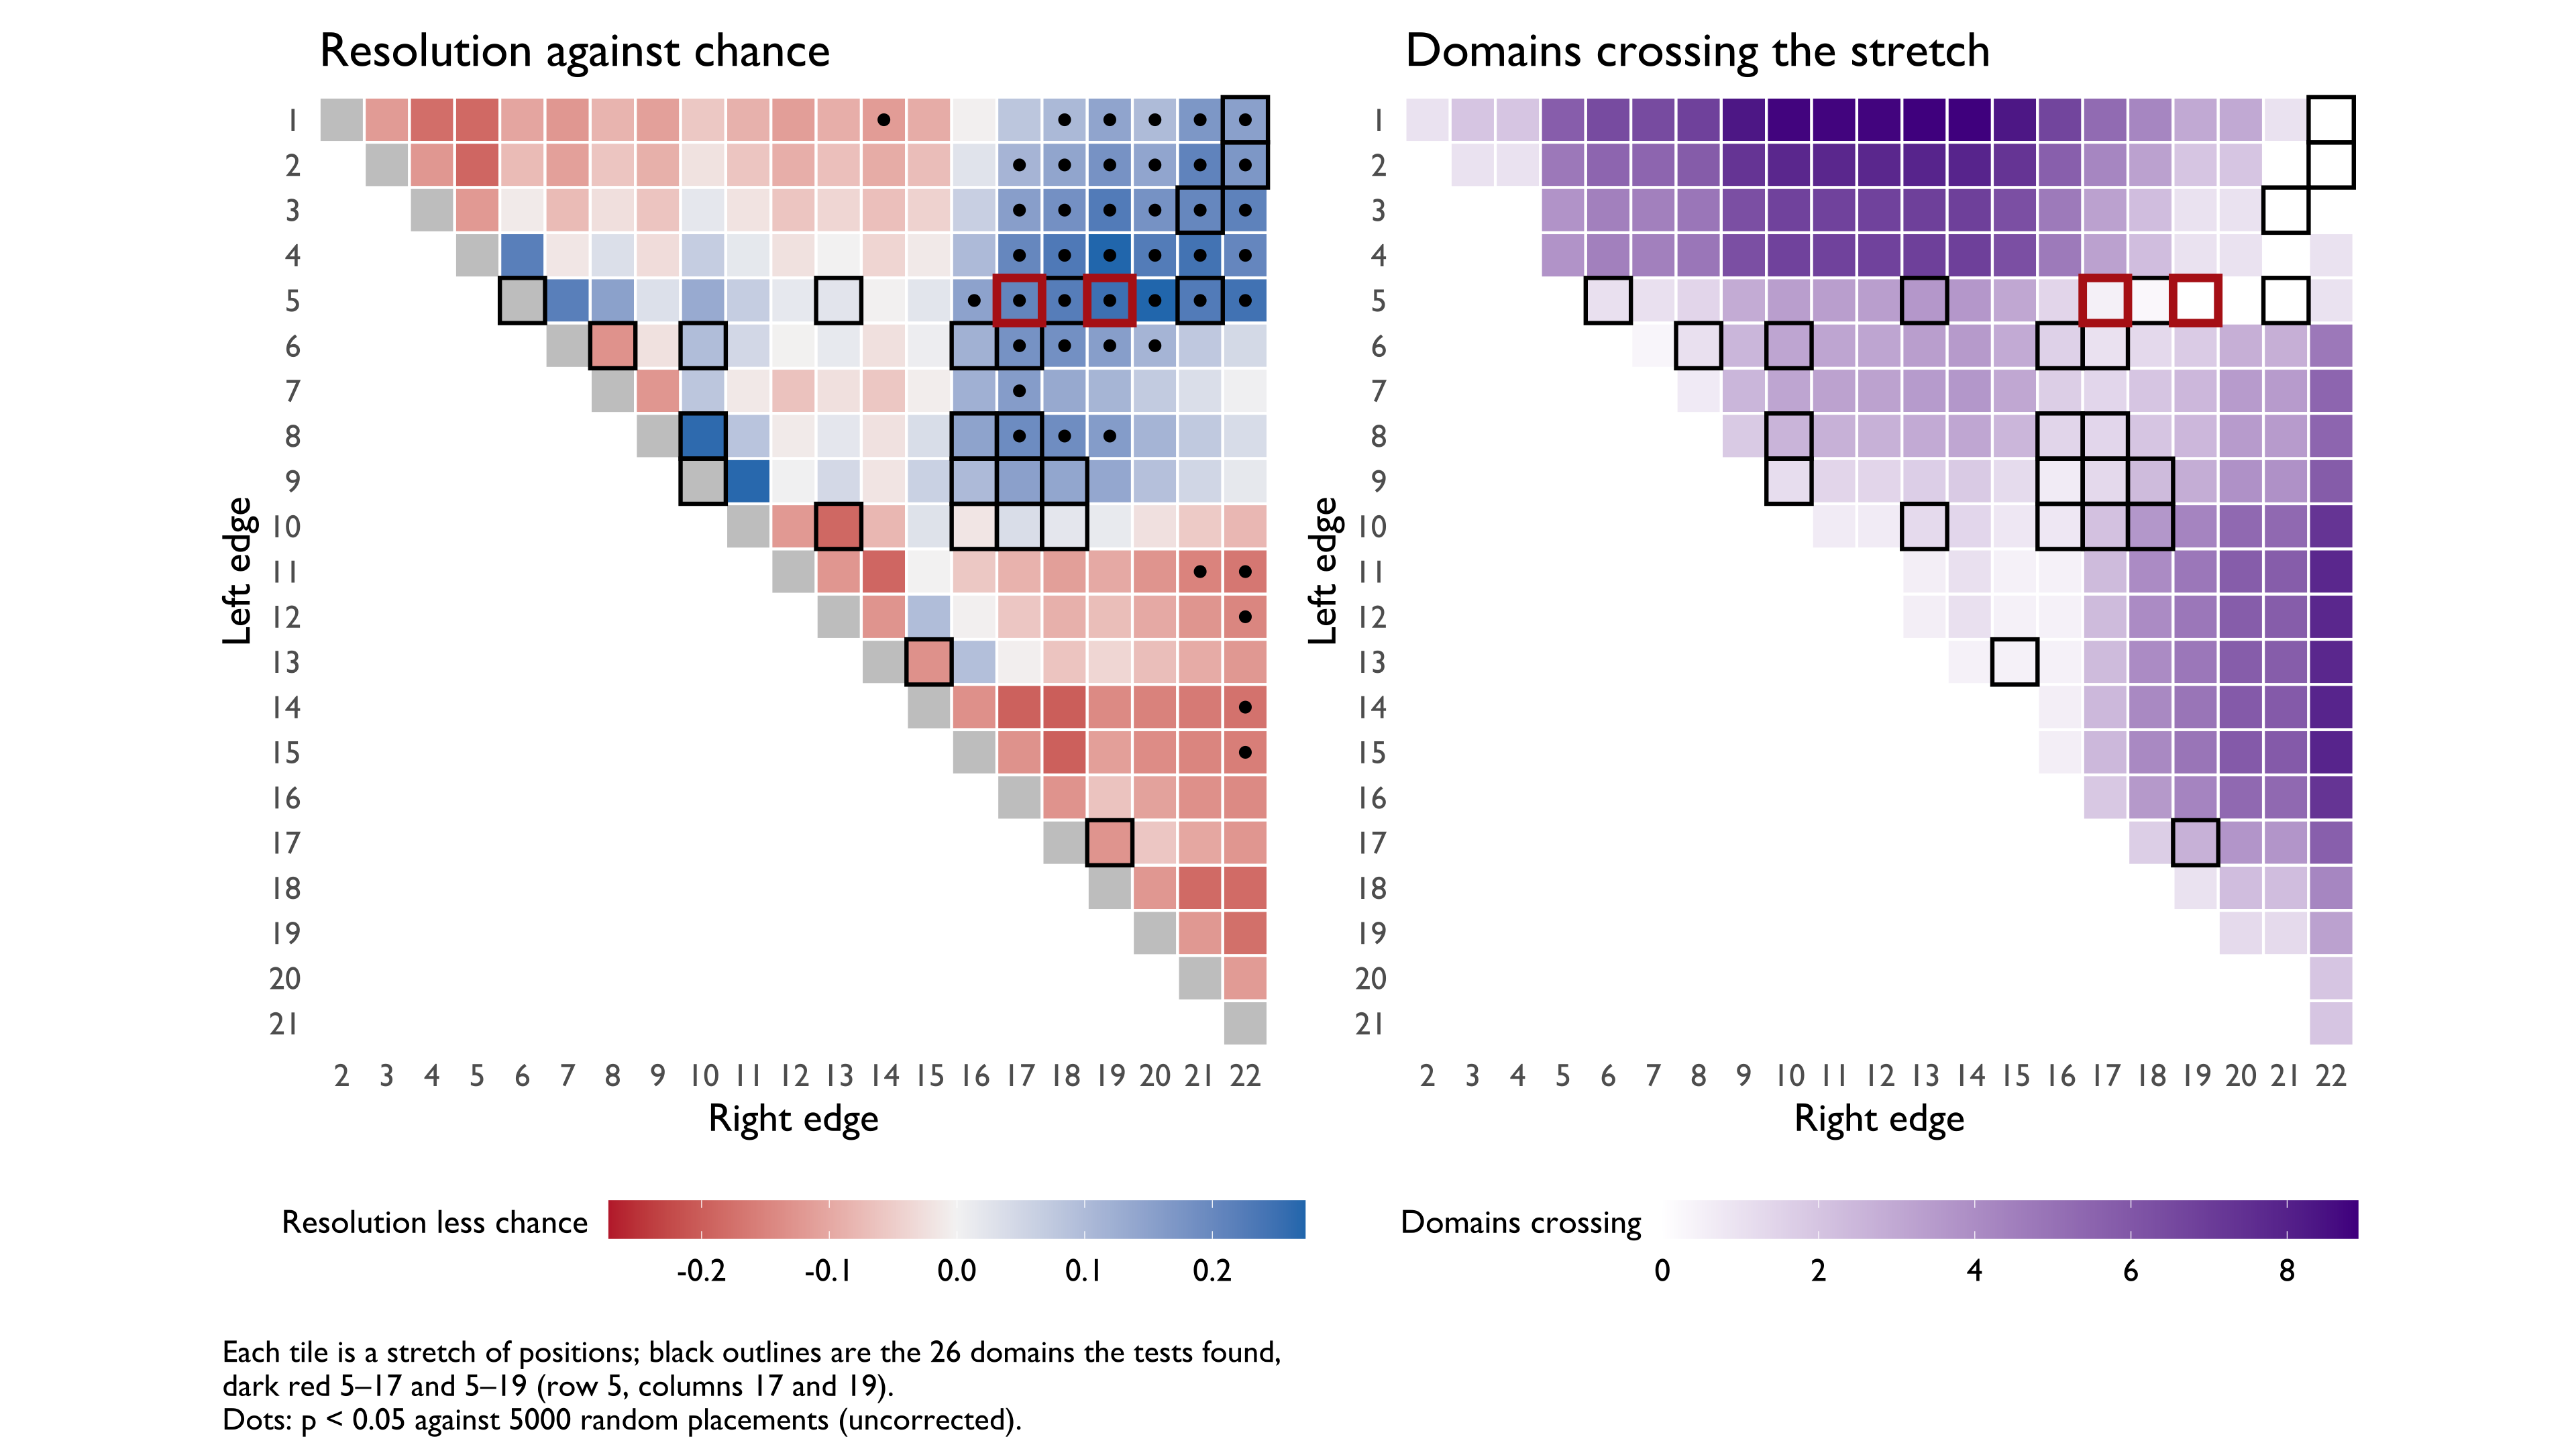 Resolution against chance
Domains crossing the stretch
1
2
3
4
5
6
7
8
9
10
11
12
13
14
15
16
17
18
19
20
21
Left edge
2 3 4 5 6 7 8 9 10 11 12 13 14 15 16 17 18 19 20 21 22
Right edge
1
2
3
4
5
6
7
8
9
10
11
12
13
14
15
16
17
18
19
20
21
Left edge
2 3 4 5 6 7 8 9 10 11 12 13 14 15 16 17 18 19 20 21 22
Right edge
Resolution less chance
-0.2 -0.1 0.0 0.1 0.2
Domains crossing
0 2 4 6 8
Each tile is a stretch of positions; black outlines are the 26 domains the tests found,
dark red 5–17 and 5–19 (row 5, columns 17 and 19).
Dots: p < 0.05 against 5000 random placements (uncorrected).